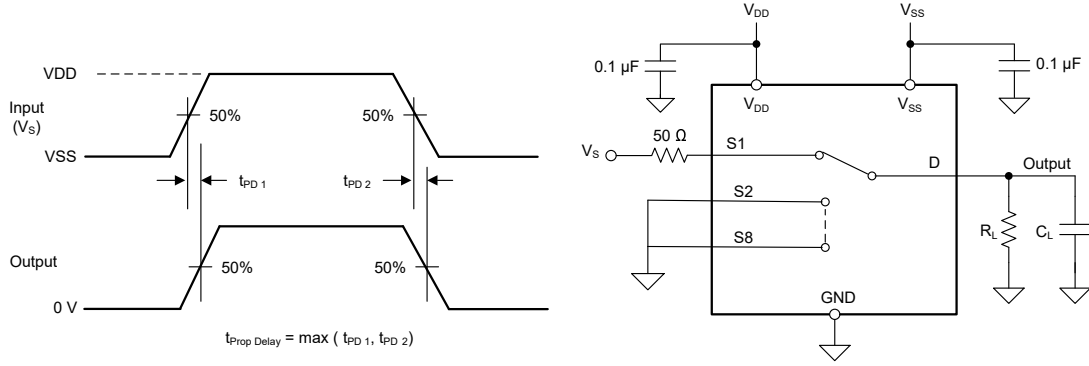 VDD
Input
(VS)
VSS
50%
50%
tPD 1
tPD 2
Output
50%
50%
0 V
tProp Delay = max ( tPD 1, tPD 2)
VDD
VSS
0.1 µF
0.1 µF
VDD
VSS
VS
50 Ω
S1
S2
S8
D
Output
RL
CL
GND